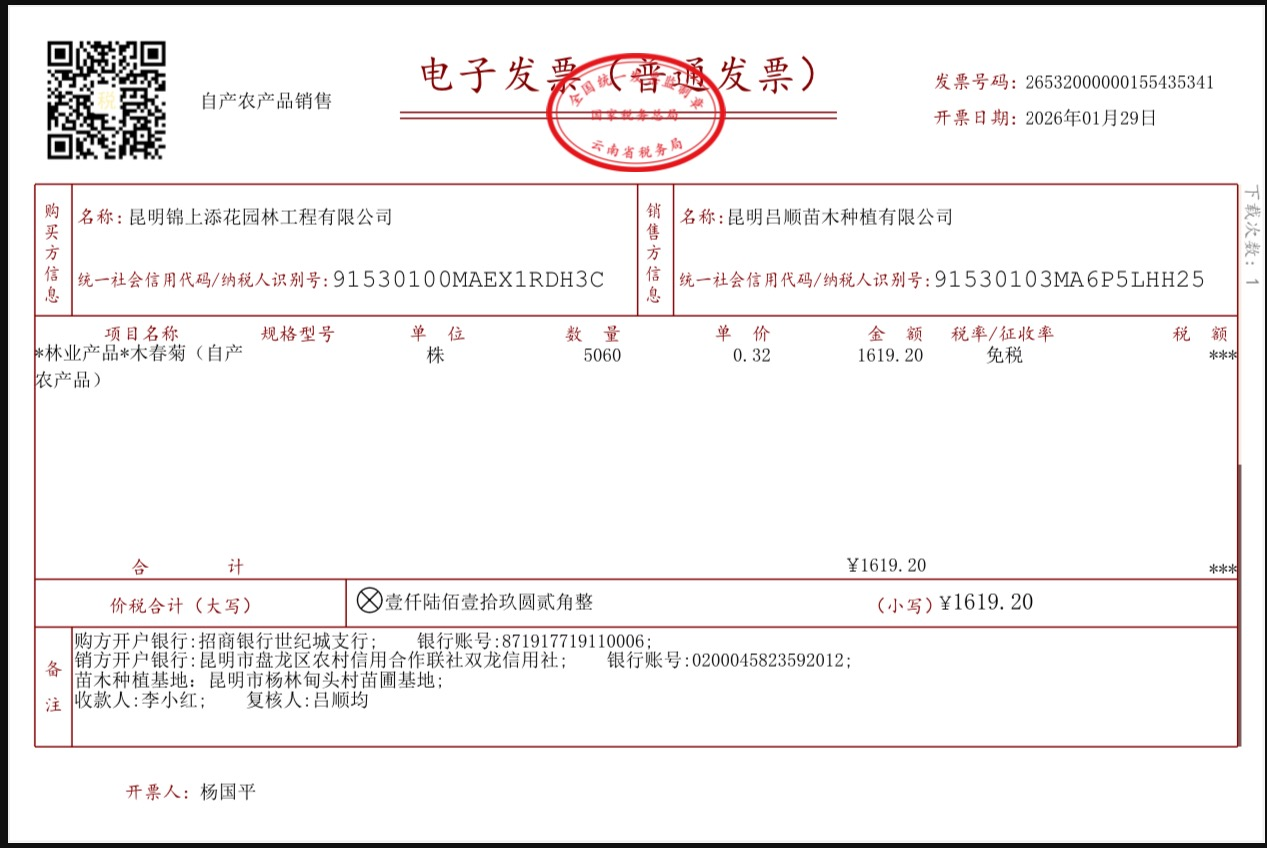 自产农产品销售
电子发票（普通发票）
全国统一发票监制章
国家税务总局
云南省税务局
发票号码：26532000000155435341
开票日期：2026年01月29日
下载次数：1
购买方信息
名称：昆明锦上添花园林工程有限公司
统一社会信用代码/纳税人识别号：91530100MAEX1RDH3C
销售方信息
名称：昆明吕顺苗木种植有限公司
统一社会信用代码/纳税人识别号：91530103MA6P5LHH25
项目名称 规格型号 单位 数量 单价 金额 税率/征收率 税额
*林业产品*木春菊（自产 株 5060 0.32 1619.20 免税 ***
农产品）
合计 ¥1619.20 ***
价税合计（大写） 壹仟陆佰壹拾玖圆贰角整 （小写）¥1619.20
备注
购方开户银行:招商银行世纪城支行; 银行账号:871917719110006;
销方开户银行:昆明市盘龙区农村信用合作联社双龙信用社; 银行账号:0200045823592012;
苗木种植基地：昆明市杨林甸头村苗圃基地;
收款人:李小红; 复核人:吕顺均
开票人：杨国平
税